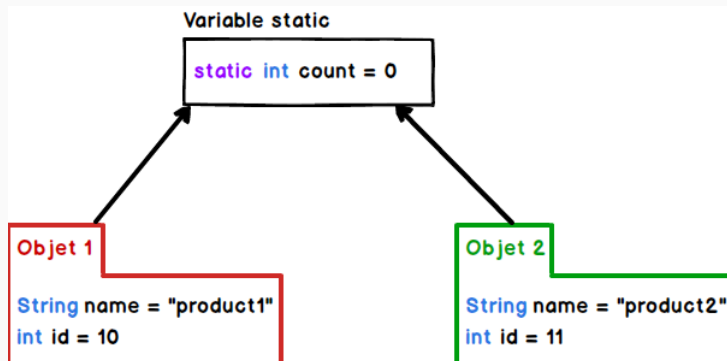 Variable static
static int count = 0
Objet 1
String name = "product1"
int id = 10
Objet 2
String name = "product2"
int id = 11